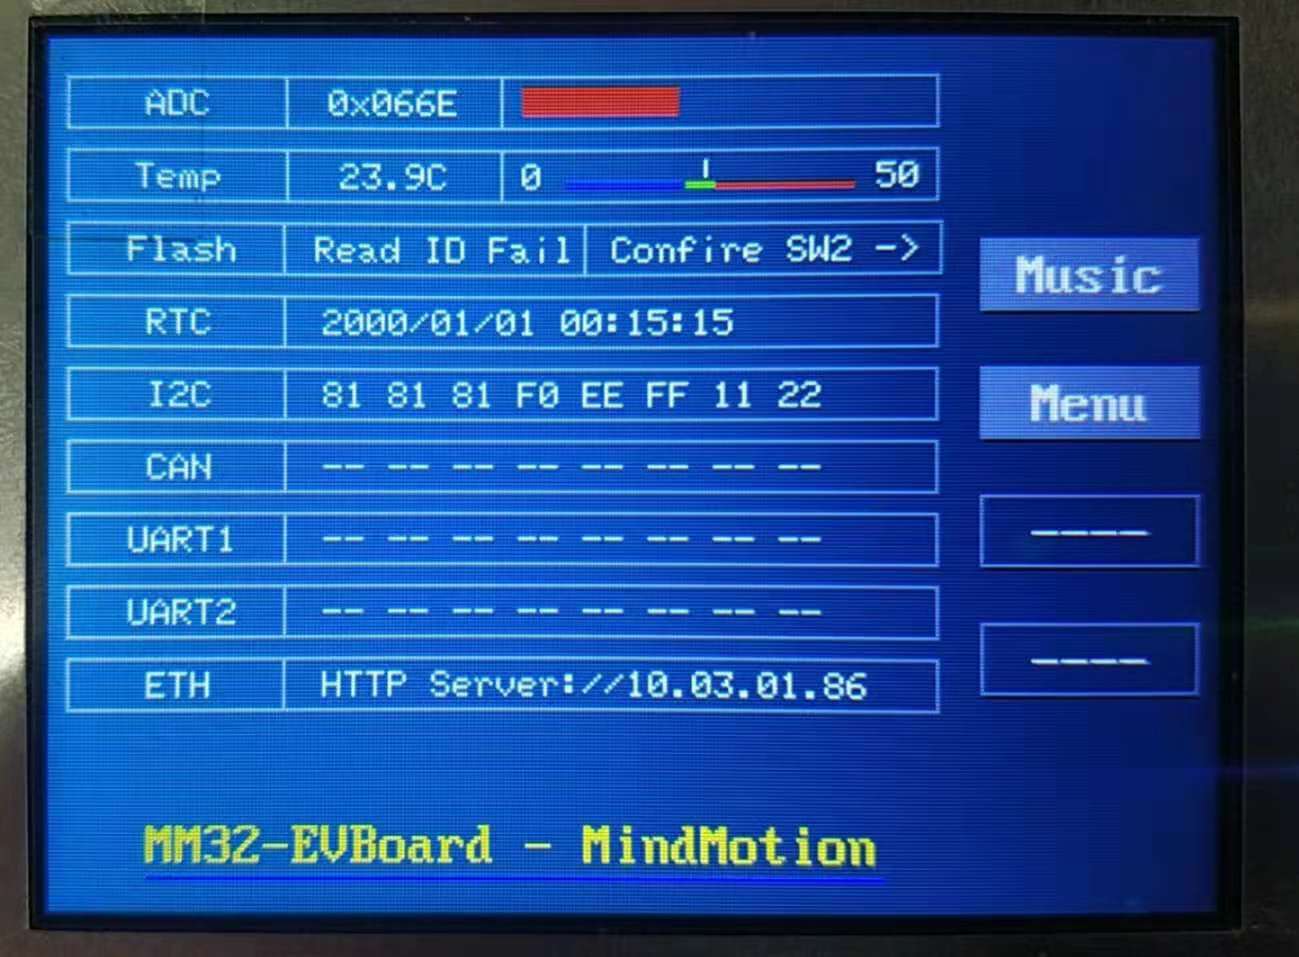 ADC 0x066E
Temp 23.9C 0 50
Flash Read ID Fail Confire SW2 ->
Music
RTC 2000/01/01 00:15:15
I2C 81 81 81 F0 EE FF 11 22
Menu
CAN -- -- -- -- -- -- -- --
UART1 -- -- -- -- -- -- -- --
----
UART2 -- -- -- -- -- -- -- --
----
ETH HTTP Server://10.03.01.86
MM32-EVBoard - MindMotion